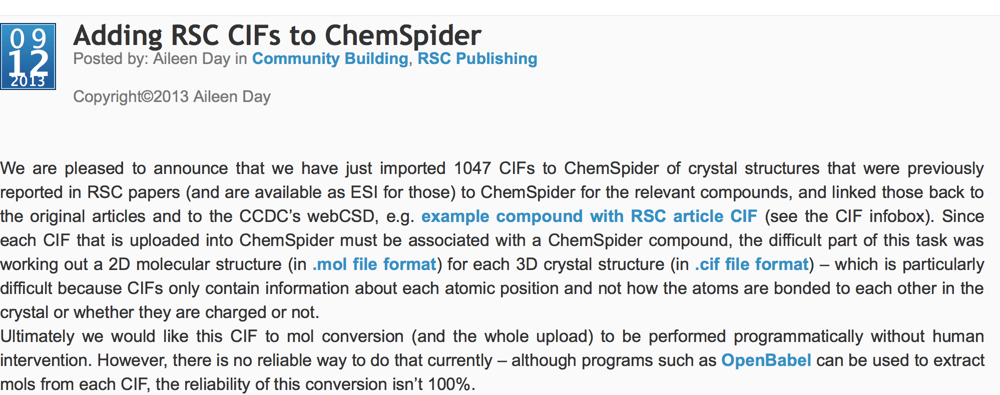 09
12
2013
Adding RSC CIFs to ChemSpider
Posted by: Aileen Day in Community Building, RSC Publishing
Copyright©2013 Aileen Day
We are pleased to announce that we have just imported 1047 CIFs to ChemSpider of crystal structures that were previously
reported in RSC papers (and are available as ESI for those) to ChemSpider for the relevant compounds, and linked those back to
the original articles and to the CCDC’s webCSD, e.g. example compound with RSC article CIF (see the CIF infobox). Since
each CIF that is uploaded into ChemSpider must be associated with a ChemSpider compound, the difficult part of this task was
working out a 2D molecular structure (in .mol file format) for each 3D crystal structure (in .cif file format) – which is particularly
difficult because CIFs only contain information about each atomic position and not how the atoms are bonded to each other in the
crystal or whether they are charged or not.
Ultimately we would like this CIF to mol conversion (and the whole upload) to be performed programmatically without human
intervention. However, there is no reliable way to do that currently – although programs such as OpenBabel can be used to extract
mols from each CIF, the reliability of this conversion isn’t 100%.